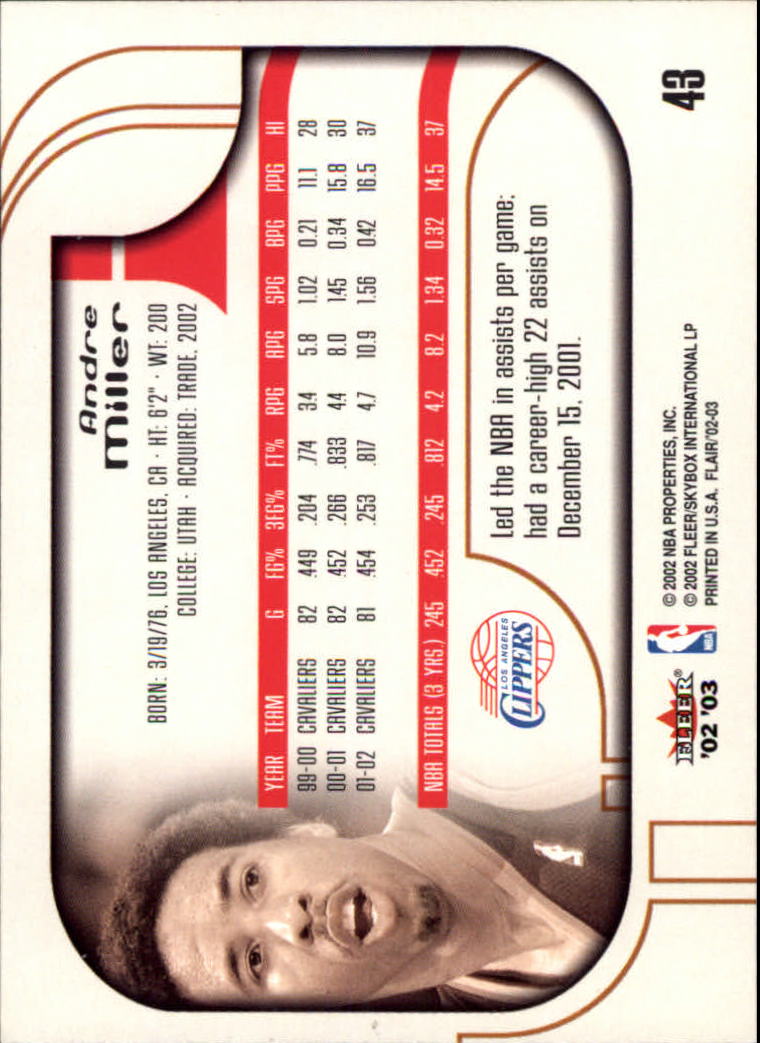 43
Andre
Miller
BORN: 3/19/76, LOS ANGELES, CA · HT: 6'2" · WT: 200
COLLEGE: UTAH · ACQUIRED: TRADE, 2002
YEAR TEAM G FG% 3FG% FT% RPG APG SPG BPG PPG HI
99-00 CAVALIERS 82 .449 .204 .774 3.4 5.8 1.02 0.21 11.1 28
00-01 CAVALIERS 82 .452 .266 .833 4.4 8.0 1.45 0.34 15.8 30
01-02 CAVALIERS 81 .454 .253 .817 4.7 10.9 1.56 0.42 16.5 37
NBA TOTALS (3 YRS.) 245 .452 .245 .812 4.2 8.2 1.34 0.32 14.5 37
LOS ANGELES
CLIPPERS
Led the NBA in assists per game;
had a career-high 22 assists on
December 15, 2001.
FLEER®
'02 '03
NBA
© 2002 NBA PROPERTIES, INC.
© 2002 FLEER/SKYBOX INTERNATIONAL LP
PRINTED IN U.S.A. FLAIR/'02-03